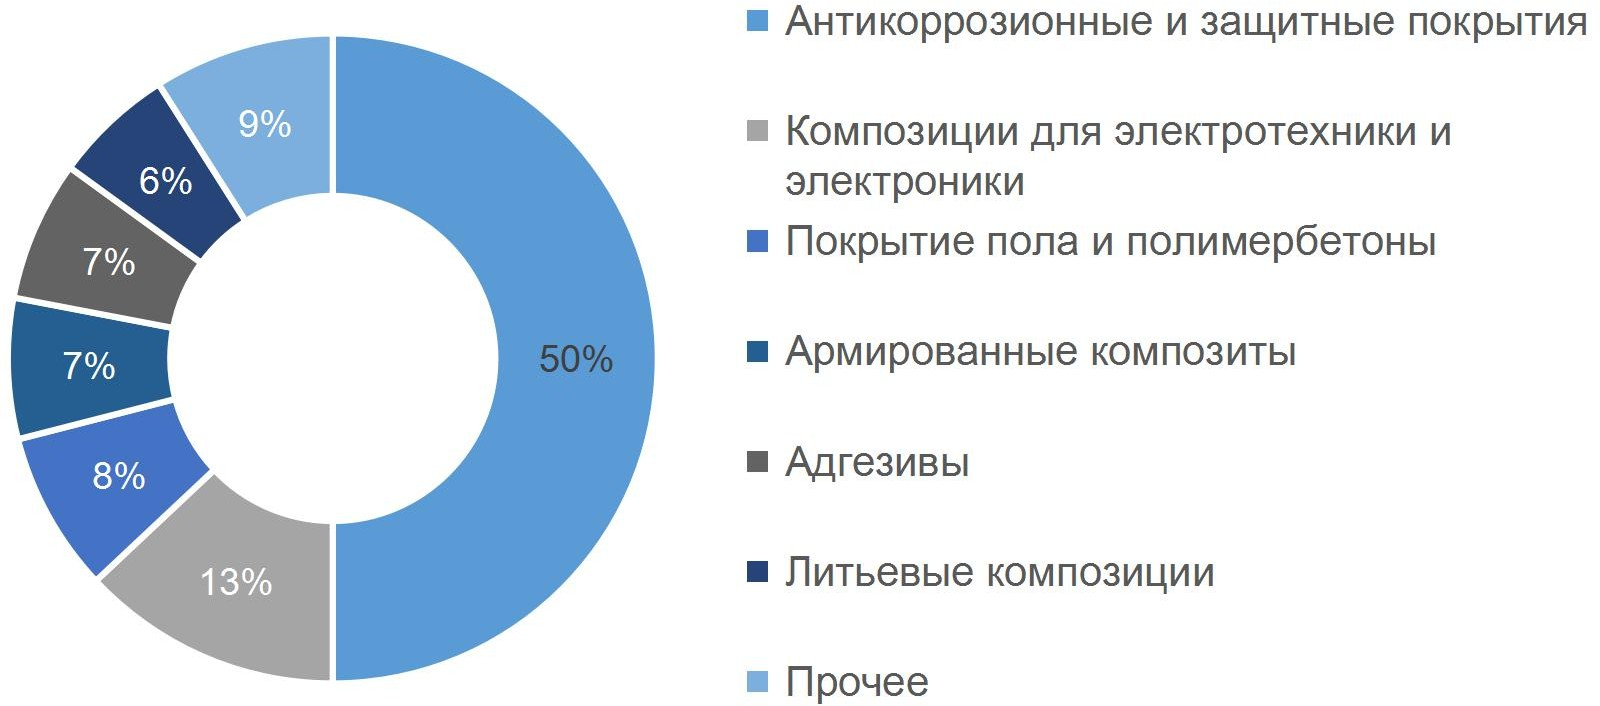 Антикоррозионные и защитные покрытия
Композиции для электротехники и
электроники
Покрытие пола и полимербетоны
Армированные композиты
Адгезивы
Литьевые композиции
Прочее
9%
6%
7%
7%
8%
13%
50%